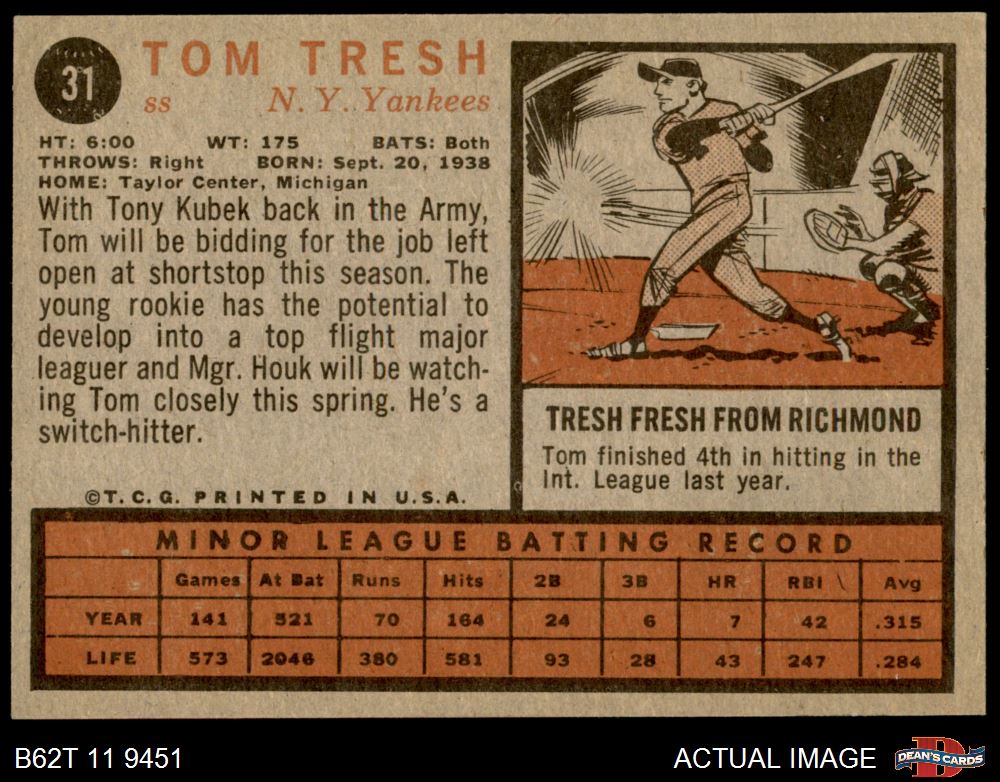 31
TOM TRESH
ss N. Y. Yankees
HT: 6:00 WT: 175 BATS: Both
THROWS: Right BORN: Sept. 20, 1938
HOME: Taylor Center, Michigan
With Tony Kubek back in the Army,
Tom will be bidding for the job left
open at shortstop this season. The
young rookie has the potential to
develop into a top flight major
leaguer and Mgr. Houk will be watch-
ing Tom closely this spring. He's a
switch-hitter.
©T. C. G. PRINTED IN U.S.A.
TRESH FRESH FROM RICHMOND
Tom finished 4th in hitting in the
Int. League last year.
MINOR LEAGUE BATTING RECORD
Games At Bat Runs Hits 2B 3B HR RBI Avg
YEAR 141 521 70 164 24 6 7 42 .315
LIFE 573 2046 380 581 93 28 43 247 .284
B62T 11 9451 ACTUAL IMAGE D DEAN'S CARDS